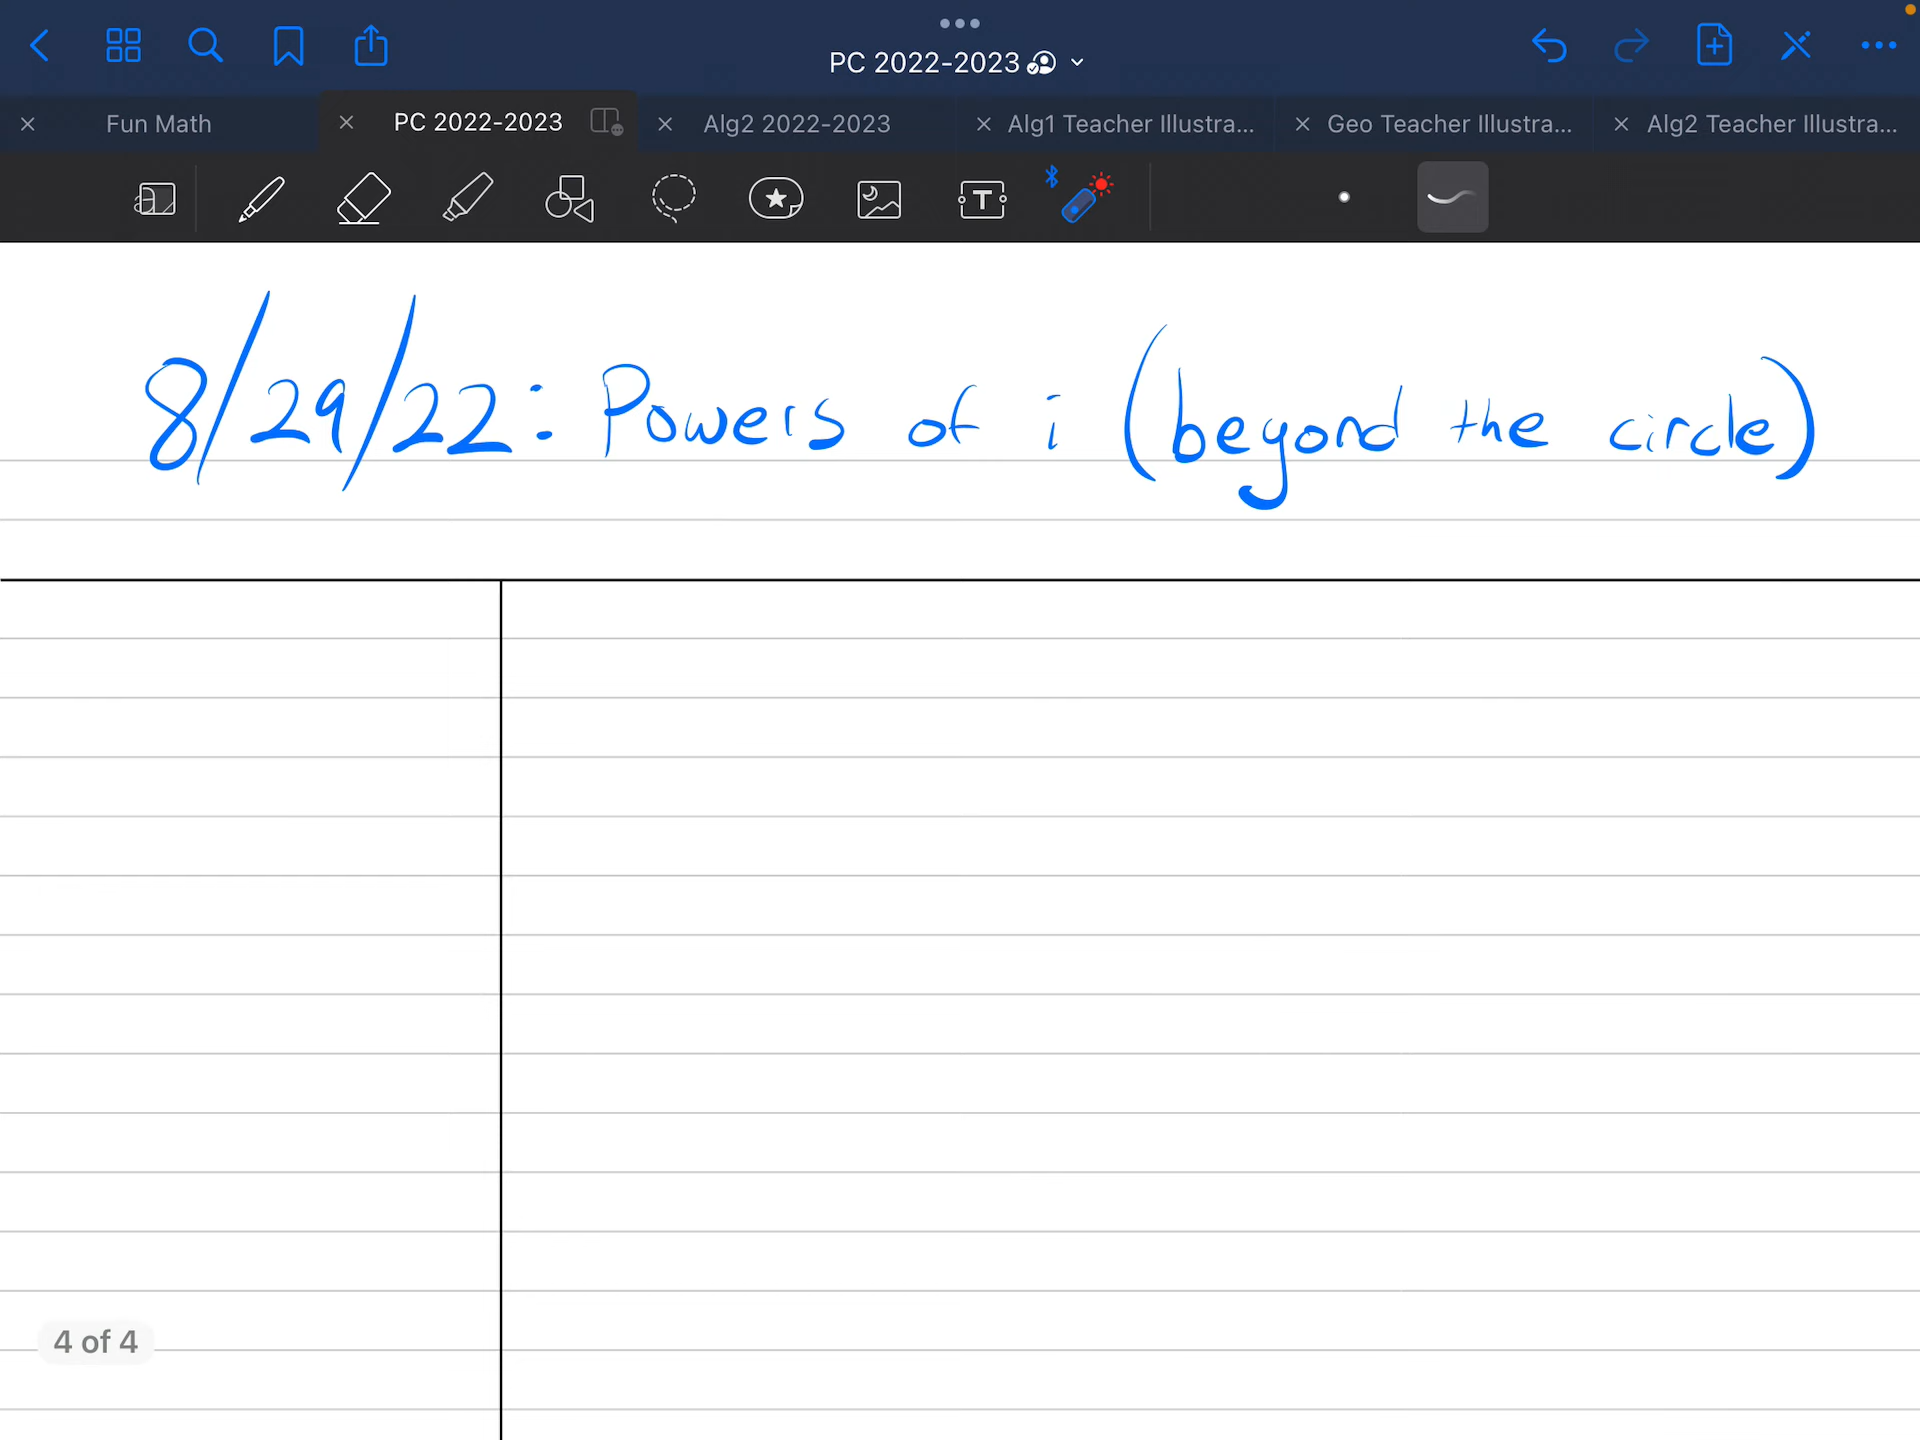 PC 2022-2023
Fun Math
PC 2022-2023
Alg2 2022-2023
Alg1 Teacher Illustra...
Geo Teacher Illustra...
Alg2 Teacher Illustra...
8/29/22: Powers of i (beyond the circle)
4 of 4